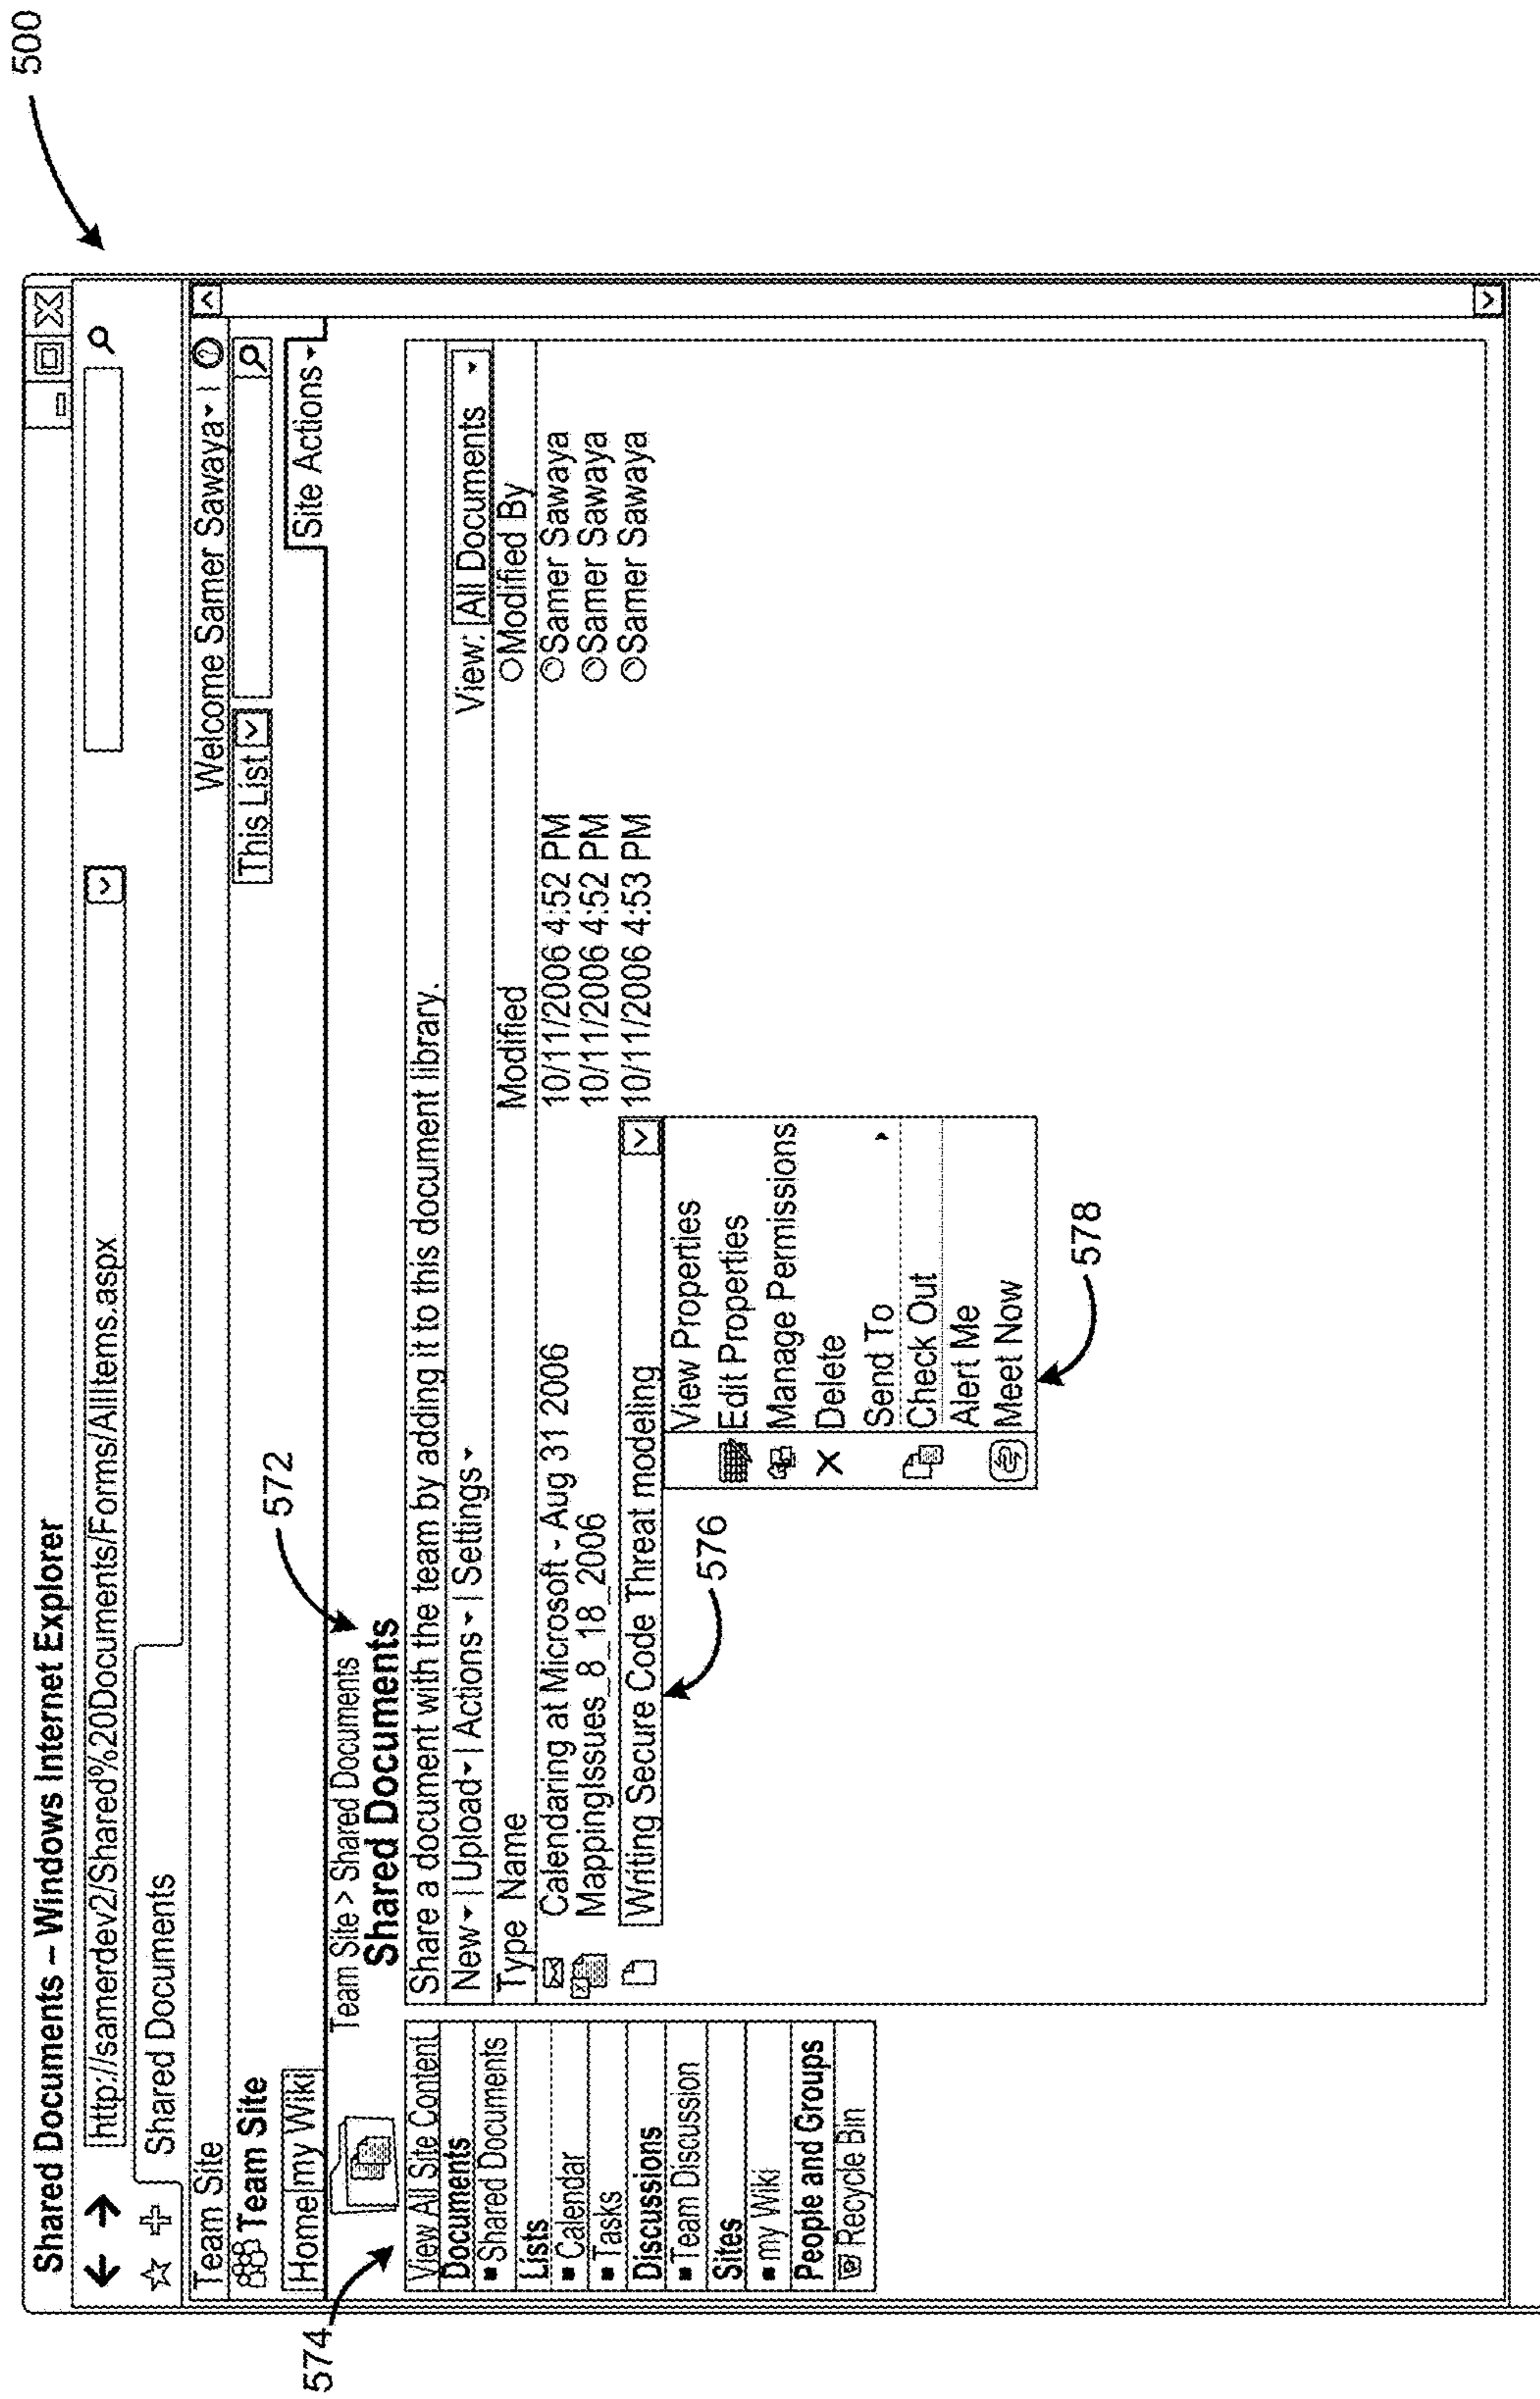 500
Shared Documents – Windows Internet Explorer
http://samerdev2/Shared%20Documents/Forms/AllItems.aspx
Shared Documents
Team Site
Welcome Samer Sawaya
Team Site
This List
Home my Wiki
Site Actions
572
574
Team Site > Shared Documents
Shared Documents
View All Site Content
Documents
Shared Documents
Lists
Calendar
Tasks
Discussions
Team Discussion
Sites
my Wiki
People and Groups
Recycle Bin
Share a document with the team by adding it to this document library.
New | Upload | Actions | Settings
View: All Documents
Type Name Modified Modified By
Calendaring at Microsoft - Aug 31 2006 10/11/2006 4:52 PM Samer Sawaya
MappingIssues_8_18_2006 10/11/2006 4:52 PM Samer Sawaya
Writing Secure Code Threat modeling 10/11/2006 4:53 PM Samer Sawaya
576
View Properties
Edit Properties
Manage Permissions
Delete
Send To
Check Out
Alert Me
Meet Now
578